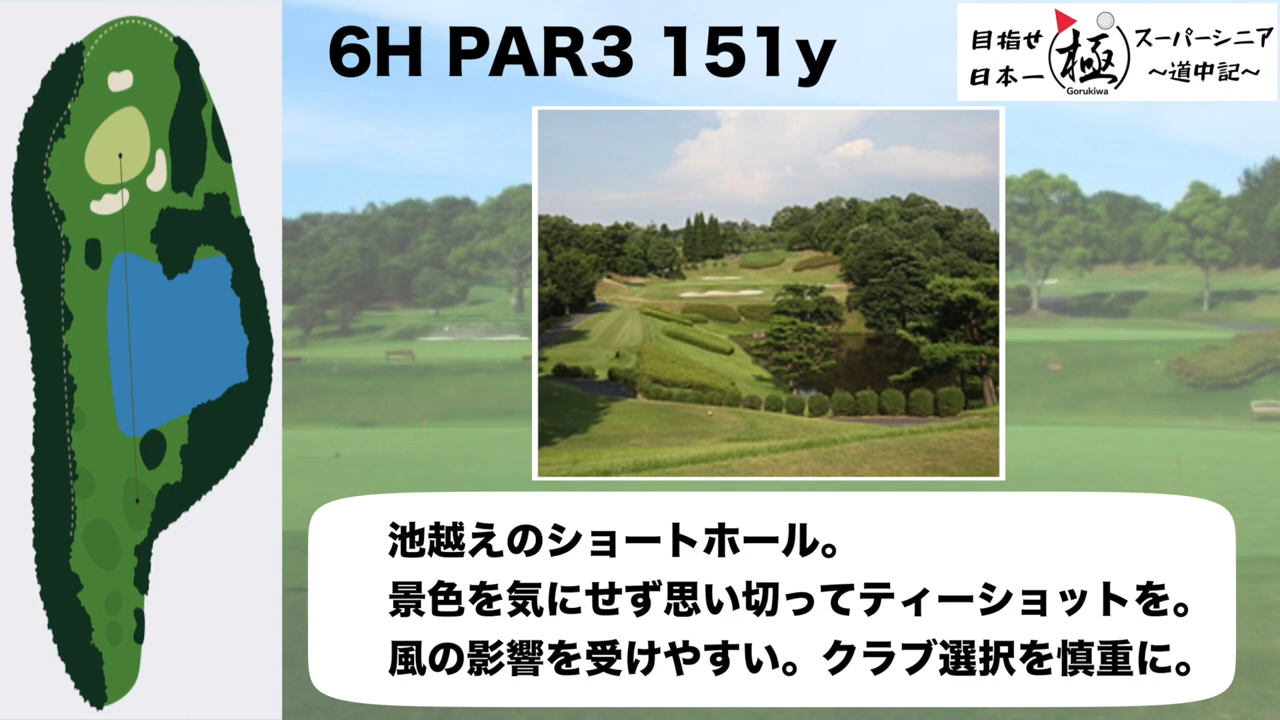 6H PAR3 151y
目指せ
日本一
極
Gorukiwa
スーパーシニア
〜道中記〜
池越えのショートホール。
景色を気にせず思い切ってティーショットを。
風の影響を受けやすい。クラブ選択を慎重に。